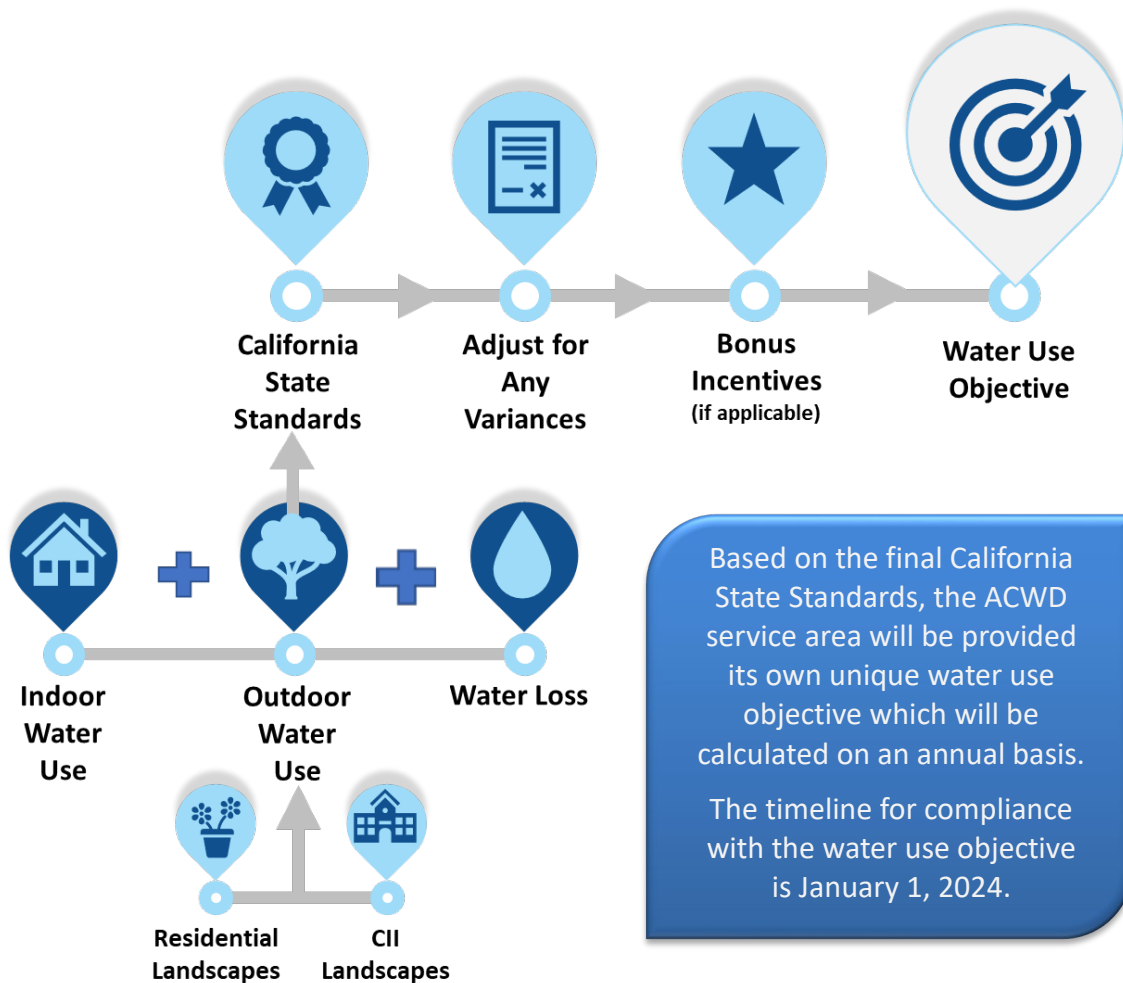 California
State
Standards
Adjust for
Any
Variances
Bonus
Incentives
(if applicable)
Water Use
Objective
Indoor
Water
Use
Outdoor
Water
Use
Water Loss
Residential
Landscapes
CII
Landscapes
Based on the final California
State Standards, the ACWD
service area will be provided
its own unique water use
objective which will be
calculated on an annual basis.
The timeline for compliance
with the water use objective
is January 1, 2024.